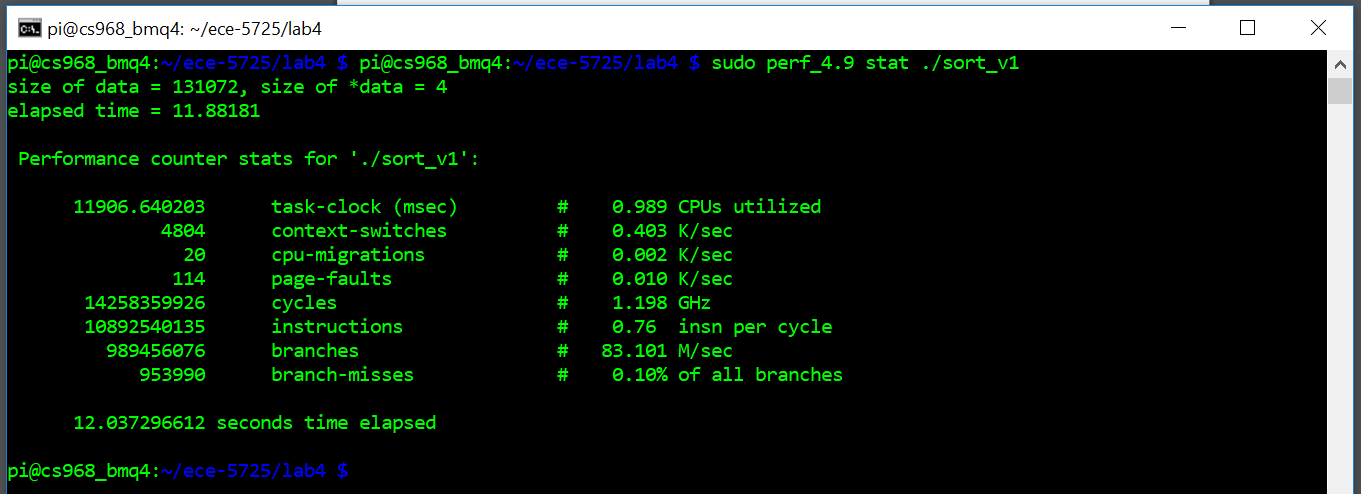 pi@cs968_bmq4: ~/ece-5725/lab4
pi@cs968_bmq4:~/ece-5725/lab4 $ pi@cs968_bmq4:~/ece-5725/lab4 $ sudo perf_4.9 stat ./sort_v1
size of data = 131072, size of *data = 4
elapsed time = 11.88181
Performance counter stats for './sort_v1':
11906.640203 task-clock (msec) # 0.989 CPUs utilized
4804 context-switches # 0.403 K/sec
20 cpu-migrations # 0.002 K/sec
114 page-faults # 0.010 K/sec
14258359926 cycles # 1.198 GHz
10892540135 instructions # 0.76 insn per cycle
989456076 branches # 83.101 M/sec
953990 branch-misses # 0.10% of all branches
12.037296612 seconds time elapsed
pi@cs968_bmq4:~/ece-5725/lab4 $